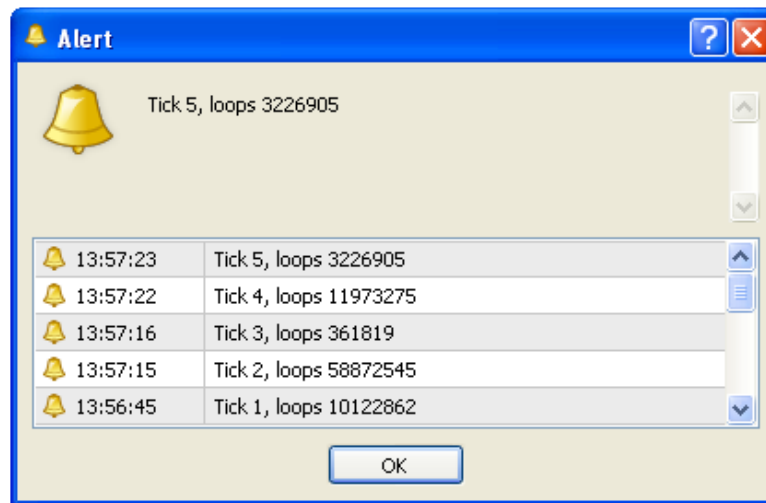 Alert
Tick 5, loops 3226905
13:57:23 Tick 5, loops 3226905
13:57:22 Tick 4, loops 11973275
13:57:16 Tick 3, loops 361819
13:57:15 Tick 2, loops 58872545
13:56:45 Tick 1, loops 10122862
OK